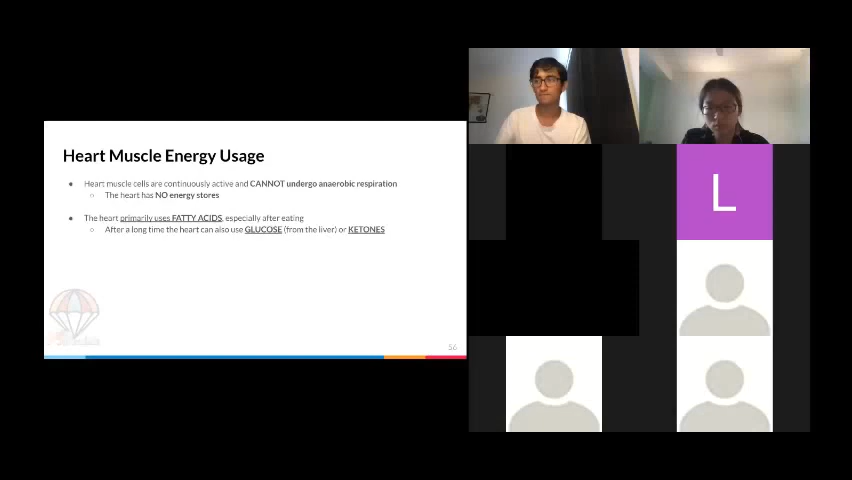 Heart Muscle Energy Usage
● Heart muscle cells are continuously active and CANNOT undergo anaerobic respiration
○ The heart has NO energy stores
● The heart primarily uses FATTY ACIDS, especially after eating
○ After a long time the heart can also use GLUCOSE (from the liver) or KETONES
56
L